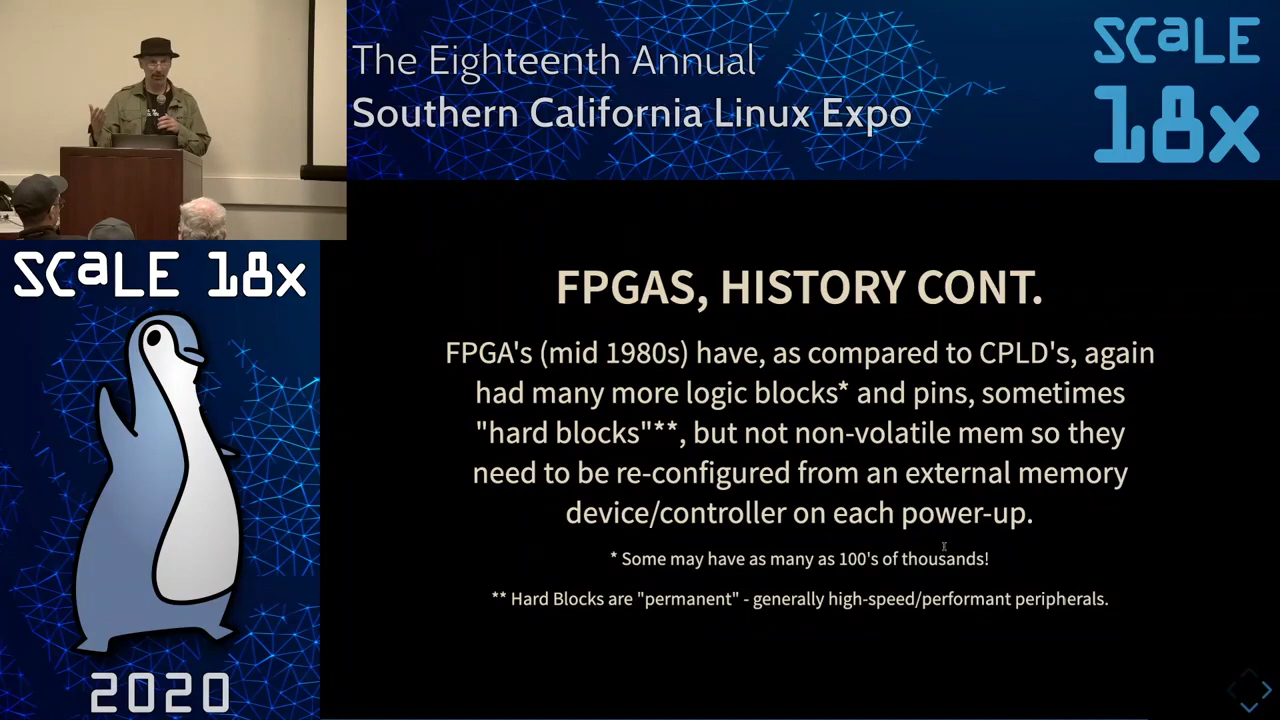 The Eighteenth Annual
Southern California Linux Expo
SCaLE
18x
SCaLE 18x
2020
FPGAS, HISTORY CONT.
FPGA's (mid 1980s) have, as compared to CPLD's, again
had many more logic blocks* and pins, sometimes
"hard blocks"**, but not non-volatile mem so they
need to be re-configured from an external memory
device/controller on each power-up.
* Some may have as many as 100's of thousands!
** Hard Blocks are "permanent" - generally high-speed/performant peripherals.